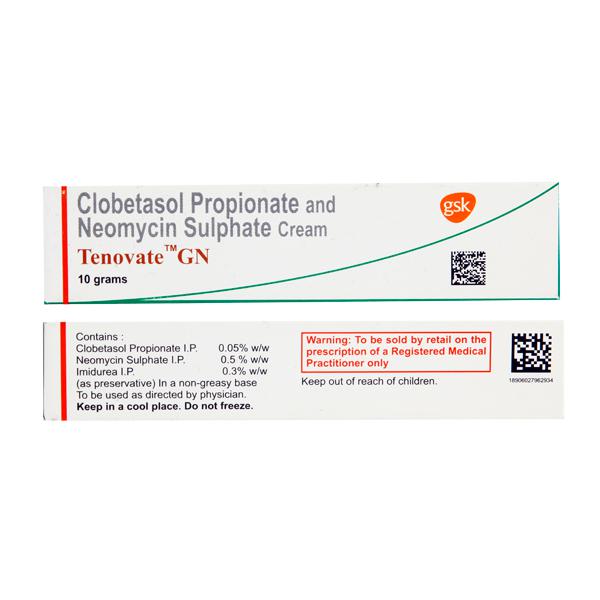 Clobetasol Propionate and
Neomycin Sulphate Cream
gsk
Tenovate™GN
10 grams
Contains :
Clobetasol Propionate I.P. 0.05% w/w
Neomycin Sulphate I.P. 0.5 % w/w
Imidurea I.P. 0.3% w/w
(as preservative) In a non-greasy base
To be used as directed by physician.
Keep in a cool place. Do not freeze.
Warning: To be sold by retail on the
prescription of a Registered Medical
Practitioner only
Keep out of reach of children.
18906027962934